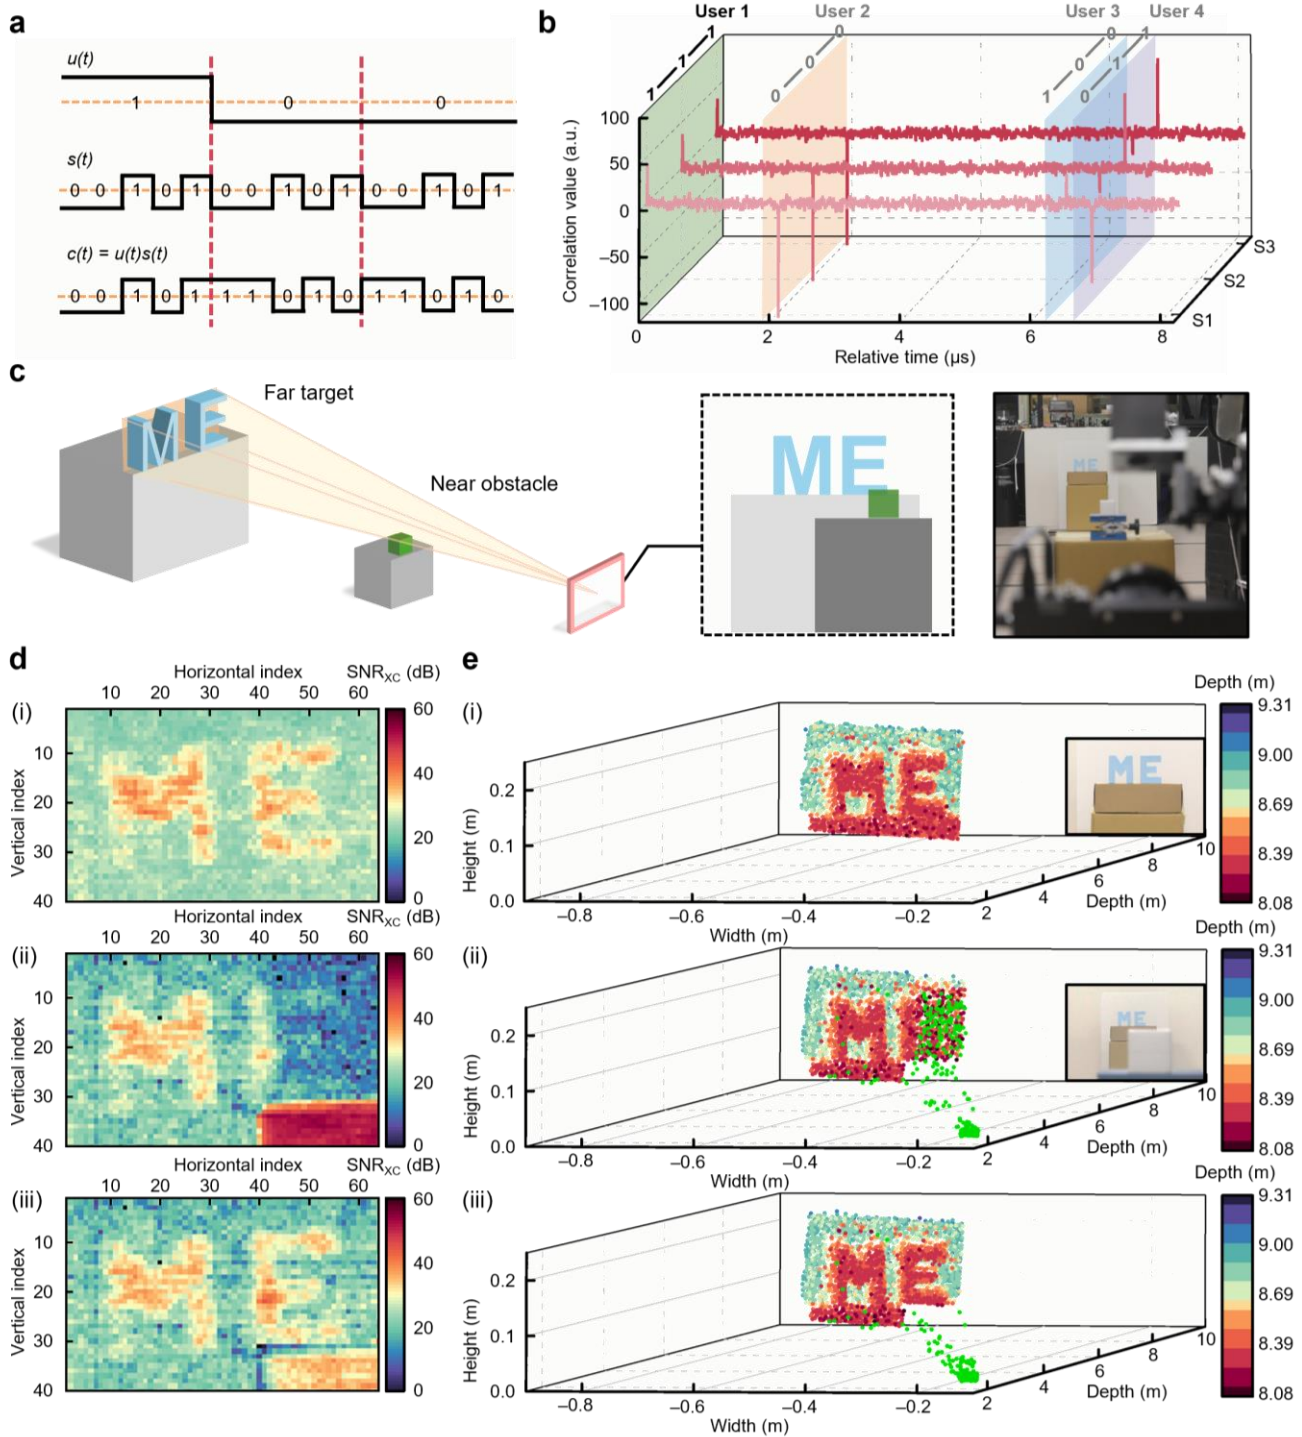 a
u(t)
1 0 0
s(t)
0 0 1 0 1 0 0 1 0 1 0 0 1 0 1
c(t) = u(t)s(t)
0 0 1 0 1 1 1 0 1 0 1 1 0 1 0
b
User 1 User 2 User 3 User 4
1 1 1
0 0 0
1 0 0
0 1 1
Correlation value (a.u.)
100
50
0
−50
−100
0 2 4 6 8
Relative time (μs)
S1
S2
S3
c
Far target
Near obstacle
ME
ME
ME
d
(i)
Horizontal index
10 20 30 40 50 60
SNRXC (dB)
Vertical index
10
20
30
40
60
40
20
0
(ii)
Horizontal index
10 20 30 40 50 60
SNRXC (dB)
Vertical index
10
20
30
40
60
40
20
0
(iii)
Horizontal index
10 20 30 40 50 60
SNRXC (dB)
Vertical index
10
20
30
40
60
40
20
0
e
(i)
Height (m)
0.2
0.1
0.0
−0.8 −0.6 −0.4 −0.2
Width (m)
2 4 6 8 10
Depth (m)
ME
ME
Depth (m)
9.31
9.00
8.69
8.39
8.08
(ii)
Height (m)
0.2
0.1
0.0
−0.8 −0.6 −0.4 −0.2
Width (m)
2 4 6 8 10
Depth (m)
ME
Depth (m)
9.31
9.00
8.69
8.39
8.08
(iii)
Height (m)
0.2
0.1
0.0
−0.8 −0.6 −0.4 −0.2
Width (m)
2 4 6 8 10
Depth (m)
ME
Depth (m)
9.31
9.00
8.69
8.39
8.08